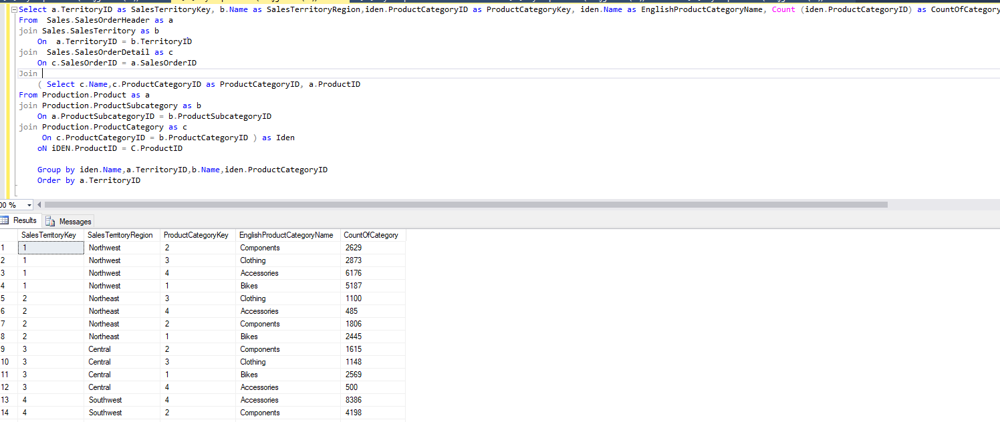 Select a.TerritoryID as SalesTerritoryKey, b.Name as SalesTerritoryRegion,iden.ProductCategoryID as ProductCategoryKey, iden.Name as EnglishProductCategoryName, Count (iden.ProductCategoryID) as CountOfCategory
From  Sales.SalesOrderHeader as a
join Sales.SalesTerritory as b
    On  a.TerritoryID = b.TerritoryID
join  Sales.SalesOrderDetail as c
    On c.SalesOrderID = a.SalesOrderID
Join
    ( Select c.Name,c.ProductCategoryID as ProductCategoryID, a.ProductID
From Production.Product as a
join Production.ProductSubcategory as b
    On a.ProductSubcategoryID = b.ProductSubcategoryID
join Production.ProductCategory as c
     On c.ProductCategoryID = b.ProductCategoryID ) as Iden
    oN iDEN.ProductID = C.ProductID
    Group by iden.Name,a.TerritoryID,b.Name,iden.ProductCategoryID
    Order by a.TerritoryID
00 %
Results Messages
SalesTerritoryKey SalesTerritoryRegion ProductCategoryKey EnglishProductCategoryName CountOfCategory
1 1 Northwest 2 Components 2629
2 1 Northwest 3 Clothing 2873
3 1 Northwest 4 Accessories 6176
4 1 Northwest 1 Bikes 5187
5 2 Northeast 3 Clothing 1100
6 2 Northeast 4 Accessories 485
7 2 Northeast 2 Components 1806
8 2 Northeast 1 Bikes 2445
9 3 Central 2 Components 1615
10 3 Central 3 Clothing 1148
11 3 Central 1 Bikes 2569
12 3 Central 4 Accessories 500
13 4 Southwest 4 Accessories 8386
14 4 Southwest 2 Components 4198